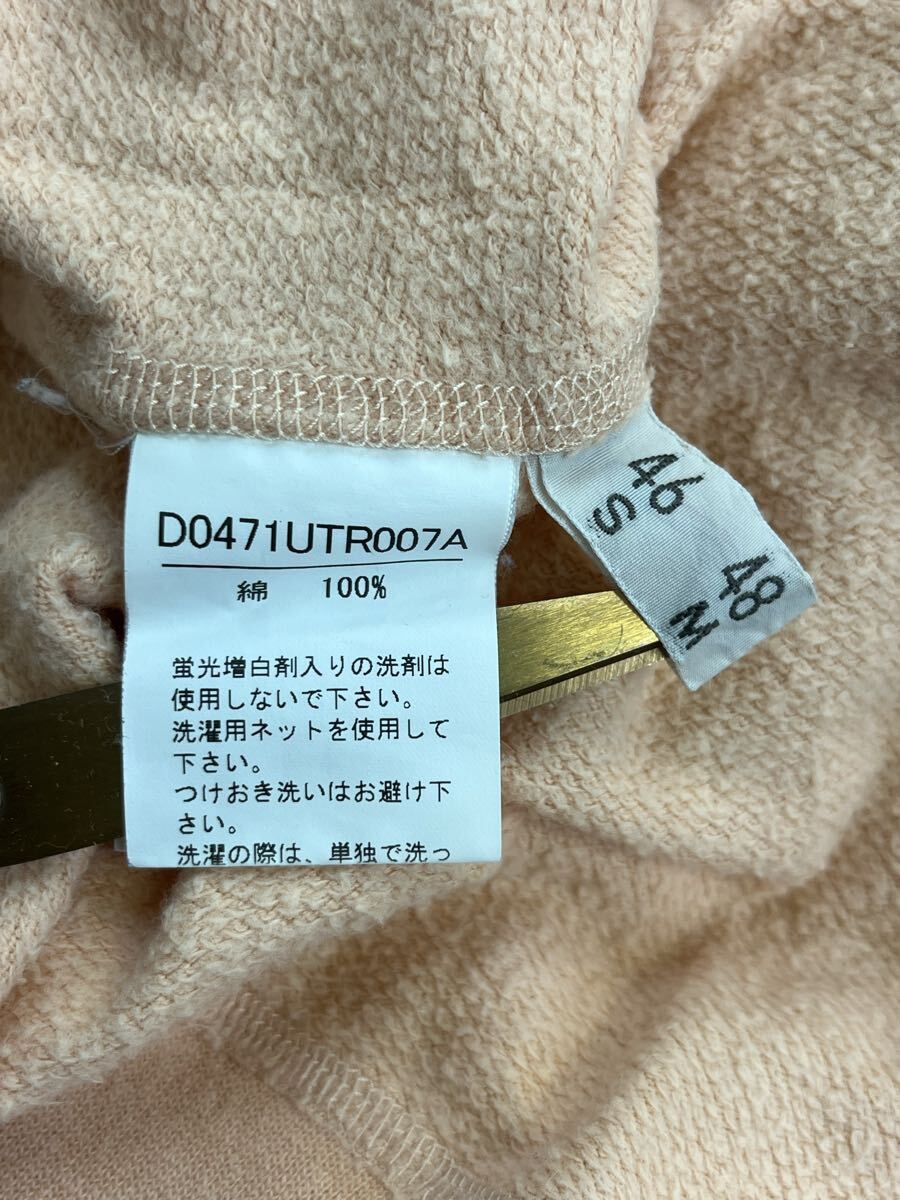 D0471UTR007A
綿 100%
蛍光増白剤入りの洗剤は
使用しないで下さい。
洗濯用ネットを使用して
下さい。
つけおき洗いはお避け下
さい。
洗濯の際は、単独で洗っ
46 48
S M